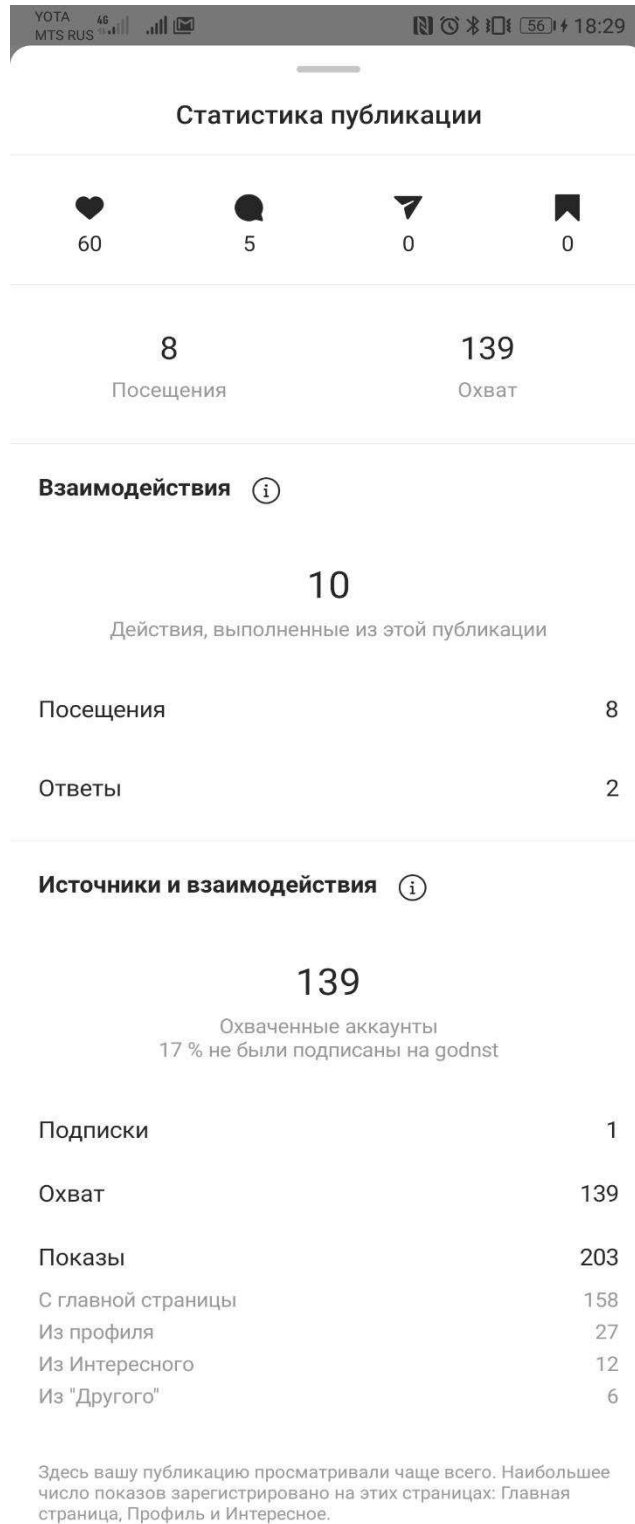 YOTA 4G
MTS RUS 56 18:29
Статистика публикации
60 5 0 0
8 139
Посещения Охват
Взаимодействия
10
Действия, выполненные из этой публикации
Посещения 8
Ответы 2
Источники и взаимодействия
139
Охваченные аккаунты
17 % не были подписаны на godnst
Подписки 1
Охват 139
Показы 203
С главной страницы 158
Из профиля 27
Из Интересного 12
Из "Другого" 6
Здесь вашу публикацию просматривали чаще всего. Наибольшее
число показов зарегистрировано на этих страницах: Главная
страница, Профиль и Интересное.